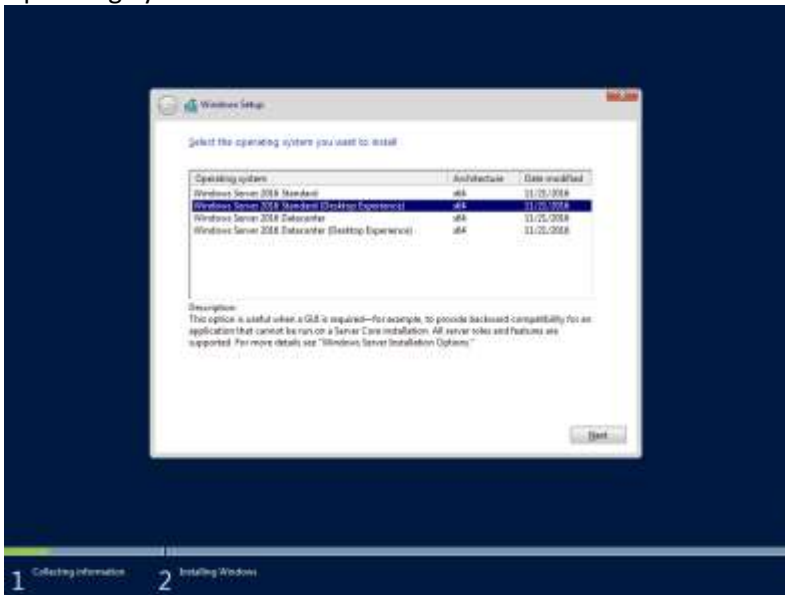 Windows Setup
Select the operating system you want to install
Operating system Architecture Date modified
Windows Server 2016 Standard x64 11/21/2016
Windows Server 2016 Standard (Desktop Experience) x64 11/21/2016
Windows Server 2016 Datacenter x64 11/21/2016
Windows Server 2016 Datacenter (Desktop Experience) x64 11/21/2016
Description:
This option is useful when a GUI is required—for example, to provide backward compatibility for an
application that cannot be run on a Server Core installation. All server roles and features are
supported. For more details see "Windows Server Installation Options."
Next
1 Collecting information 2 Installing Windows